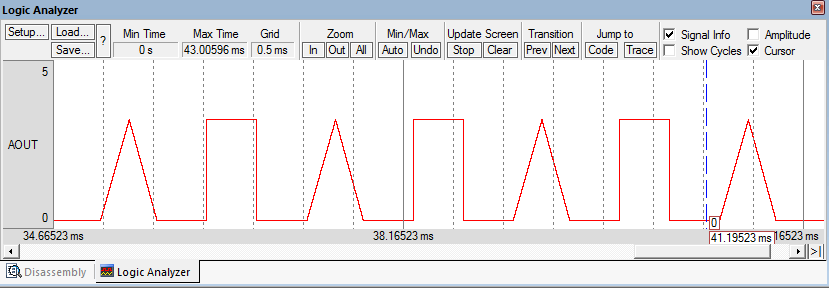 Logic Analyzer
Setup... Load... Min Time Max Time Grid Zoom Min/Max Update Screen Transition Jump to Signal Info Amplitude
Save... ? 0 s 43.00596 ms 0.5 ms In Out All Auto Undo Stop Clear Prev Next Code Trace Show Cycles Cursor
5
AOUT
0
0
34.66523 ms 38.16523 ms 41.19523 ms 16523 ms
Disassembly Logic Analyzer